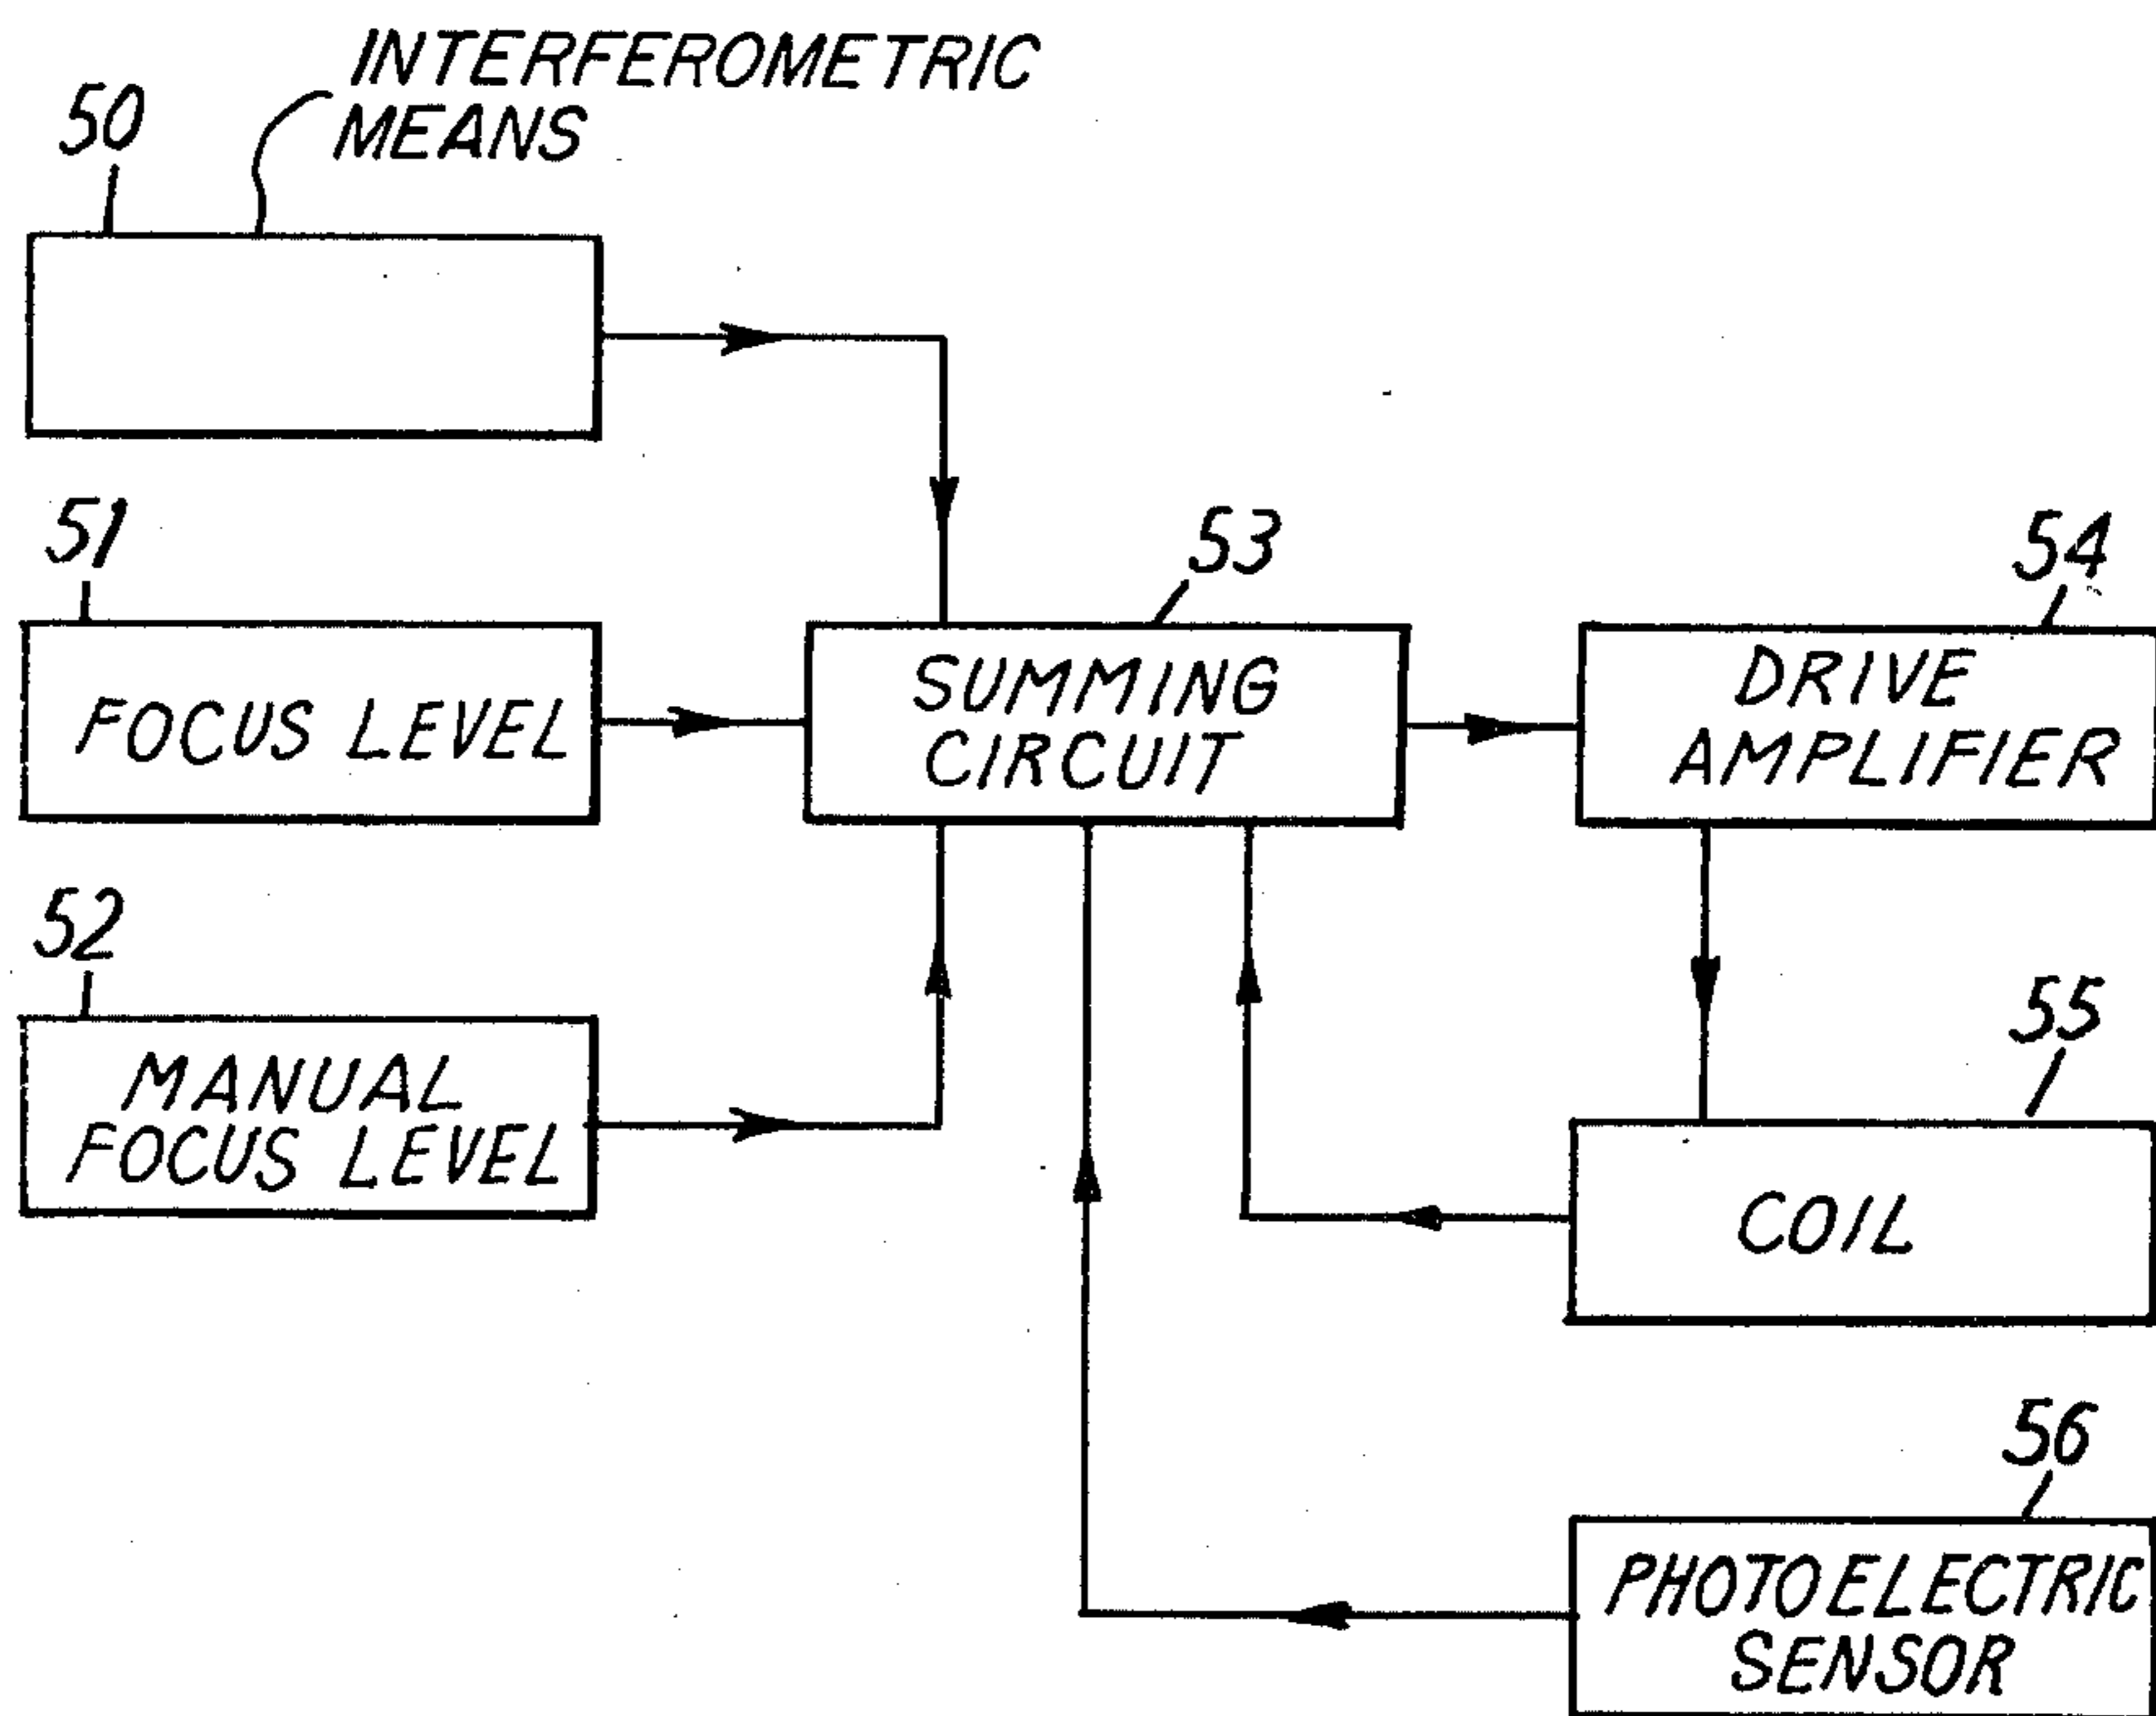 INTERFEROMETRIC
MEANS
50
51
FOCUS LEVEL
53
SUMMING
CIRCUIT
54
DRIVE
AMPLIFIER
52
MANUAL
FOCUS LEVEL
55
COIL
56
PHOTOELECTRIC
SENSOR